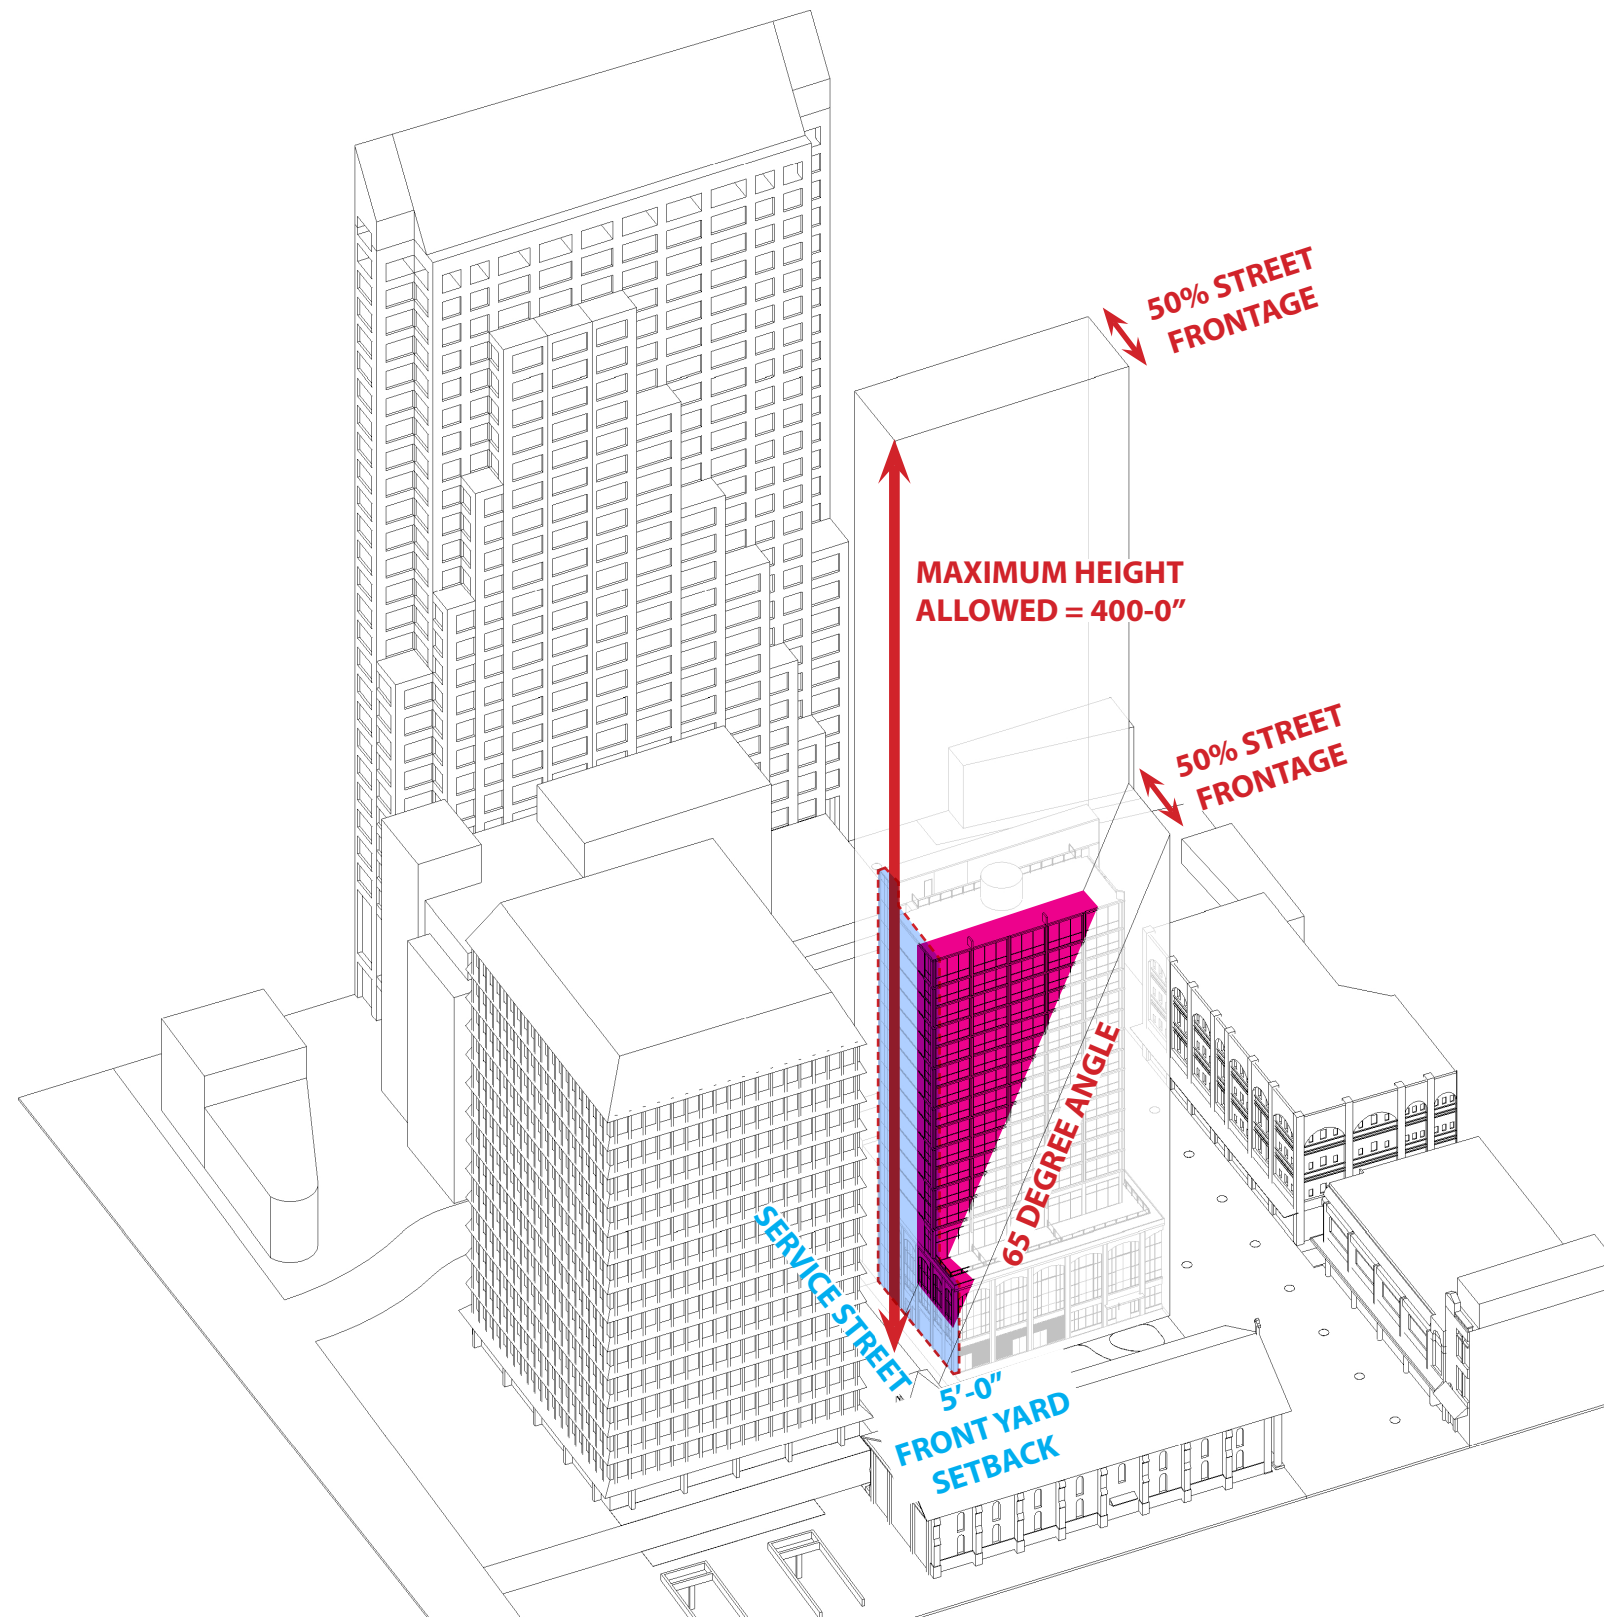 50% STREET
FRONTAGE
MAXIMUM HEIGHT
ALLOWED = 400-0”
50% STREET
FRONTAGE
65 DEGREE ANGLE
SERVICE STREET
5’-0”
FRONT YARD
SETBACK